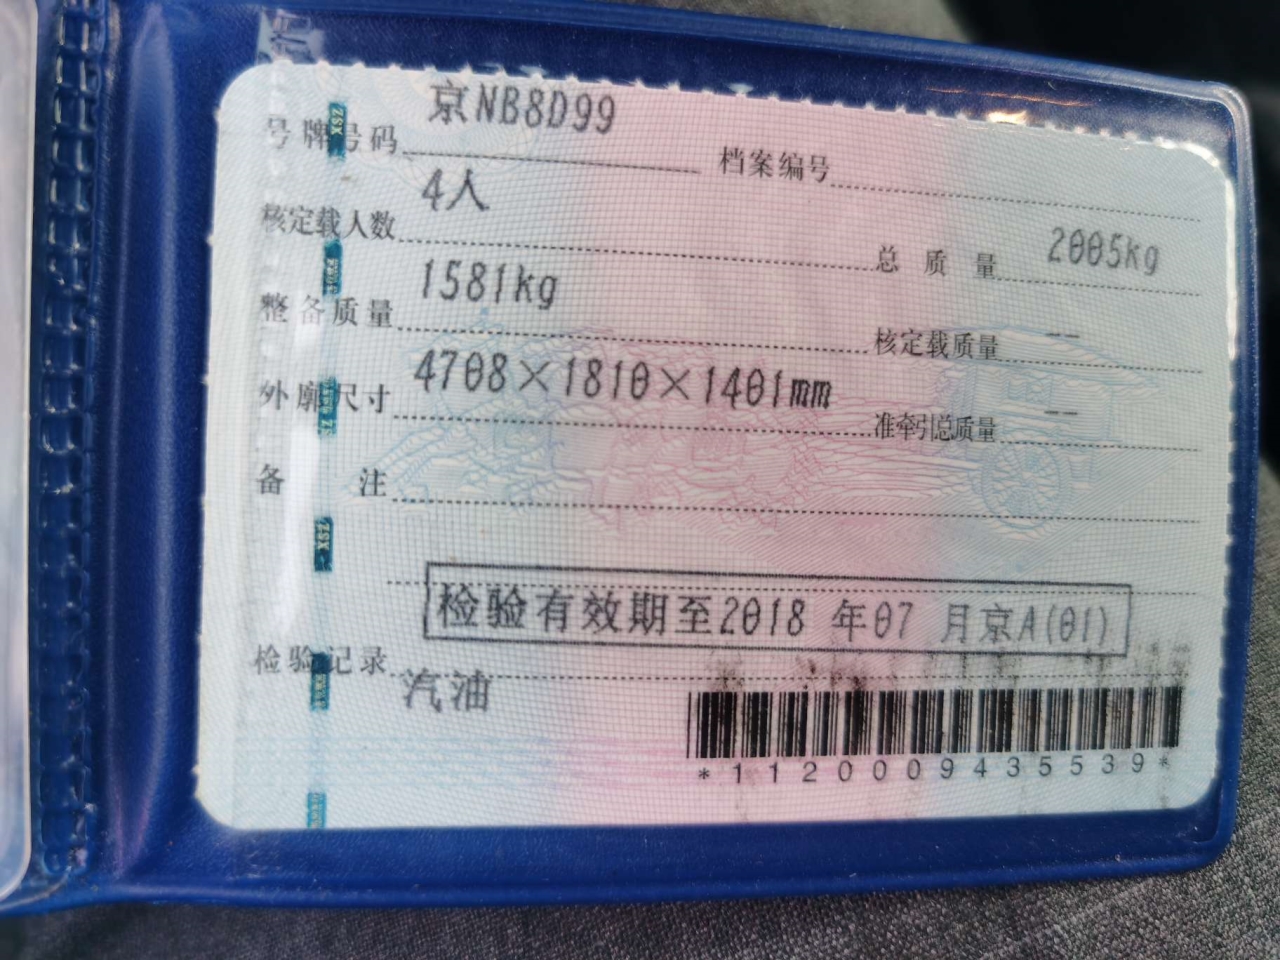 号牌号码 京NB8D99 档案编号
核定载人数 4人 总质量 2005kg
整备质量 1581kg 核定载质量 --
外廓尺寸 4708×1810×1401mm 准牵引总质量 --
备注
检验有效期至2018 年07 月京A(01)
检验记录 汽油
*1120009435539*
XSZ
XSZ